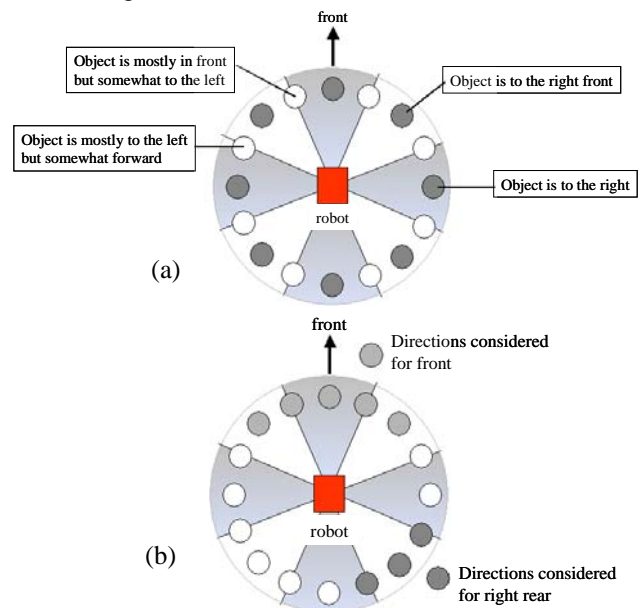 front
Object is mostly in front
but somewhat to the left
Object is to the right front
Object is mostly to the left
but somewhat forward
Object is to the right
robot
(a)
front
Directions considered
for front
robot
(b)
Directions considered
for right rear